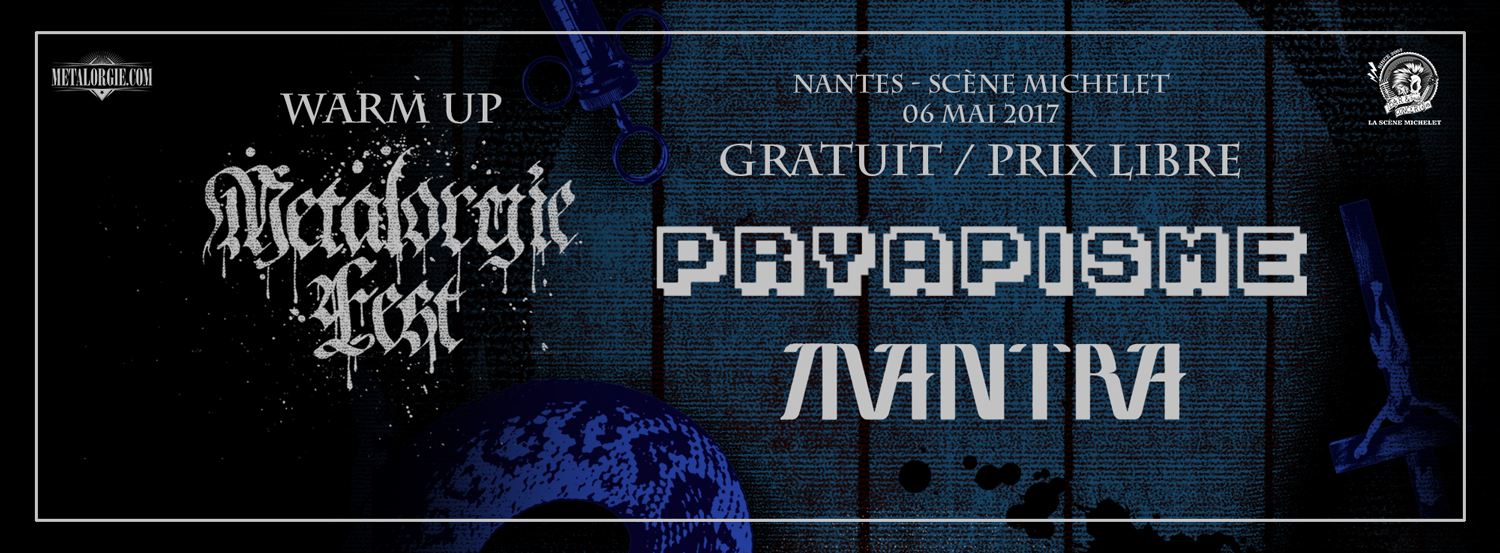 METALORGIE.COM
WARM UP
Metalorgie
Fest
NANTES - SCÈNE MICHELET
06 MAI 2017
GRATUIT / PRIX LIBRE
PRYAPISME
MANTRA
LA SCÈNE MICHELET